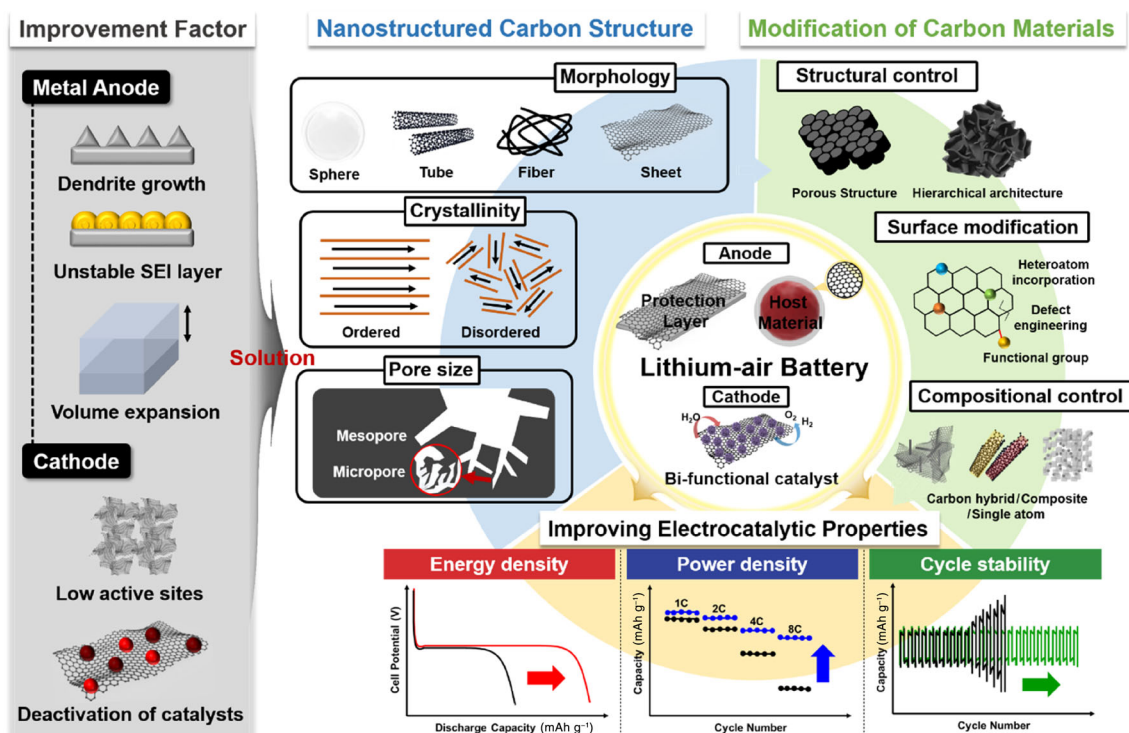 Improvement Factor
Metal Anode
Dendrite growth
Unstable SEI layer
Volume expansion
Cathode
Low active sites
Deactivation of catalysts
Solution
Nanostructured Carbon Structure
Morphology
Sphere
Tube
Fiber
Sheet
Crystallinity
Ordered
Disordered
Pore size
Mesopore
Micropore
Modification of Carbon Materials
Structural control
Porous Structure
Hierarchical architecture
Surface modification
Heteroatom
incorporation
Defect
engineering
Functional group
Compositional control
Carbon hybrid/Composite
/Single atom
Anode
Protection
Layer
Host
Material
Lithium-air Battery
Cathode
H₂O
O₂
H₂
Bi-functional catalyst
Improving Electrocatalytic Properties
Energy density
Cell Potential (V)
Discharge Capacity (mAh g⁻¹)
Power density
Capacity (mAh g⁻¹)
1C
2C
4C
8C
Cycle Number
Cycle stability
Capacity (mAh g⁻¹)
Cycle Number